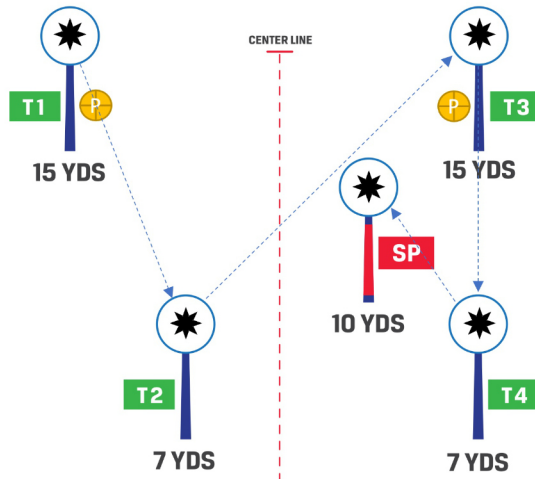 CENTER LINE
T1
P
15 YDS
P
T3
15 YDS
SP
10 YDS
T2
7 YDS
T4
7 YDS